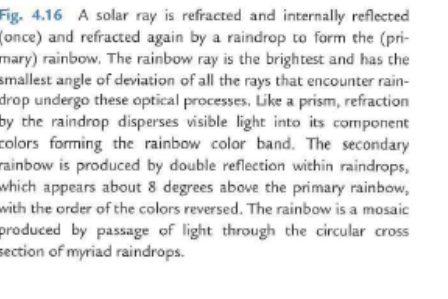 Fig. 4.16 A solar ray is refracted and internally reflected
(once) and refracted again by a raindrop to form the (pri-
mary) rainbow. The rainbow ray is the brightest and has the
smallest angle of deviation of all the rays that encounter rain-
drop undergo these optical processes. Like a prism, refraction
by the raindrop disperses visible light into its component
colors forming the rainbow color band. The secondary
rainbow is produced by double reflection within raindrops,
which appears about 8 degrees above the primary rainbow,
with the order of the colors reversed. The rainbow is a mosaic
produced by passage of light through the circular cross
section of myriad raindrops.